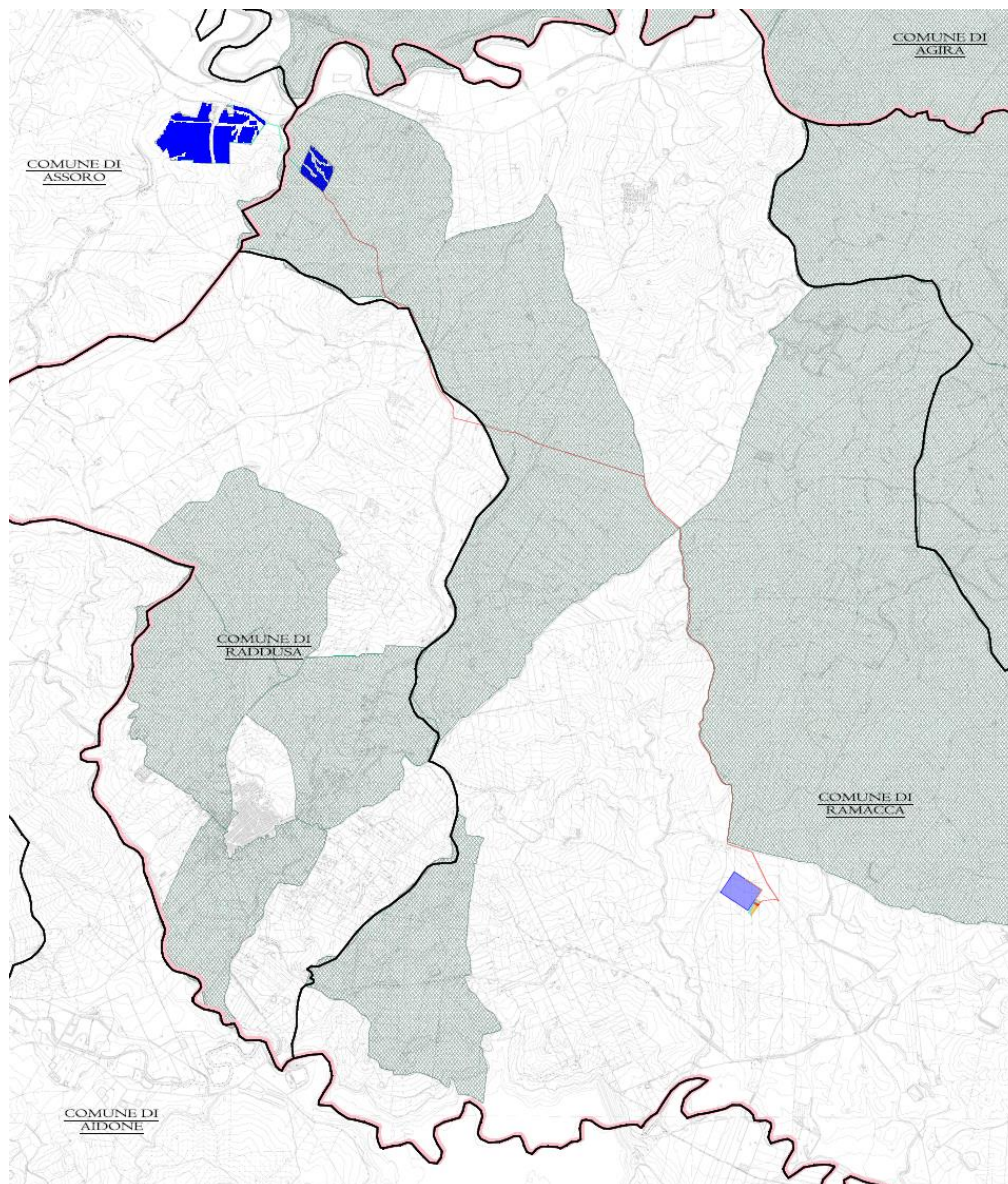 COMUNE DI
AGIRA
COMUNE DI
ASSORO
COMUNE DI
RADDUSA
COMUNE DI
RAMACCA
COMUNE DI
AIDONE